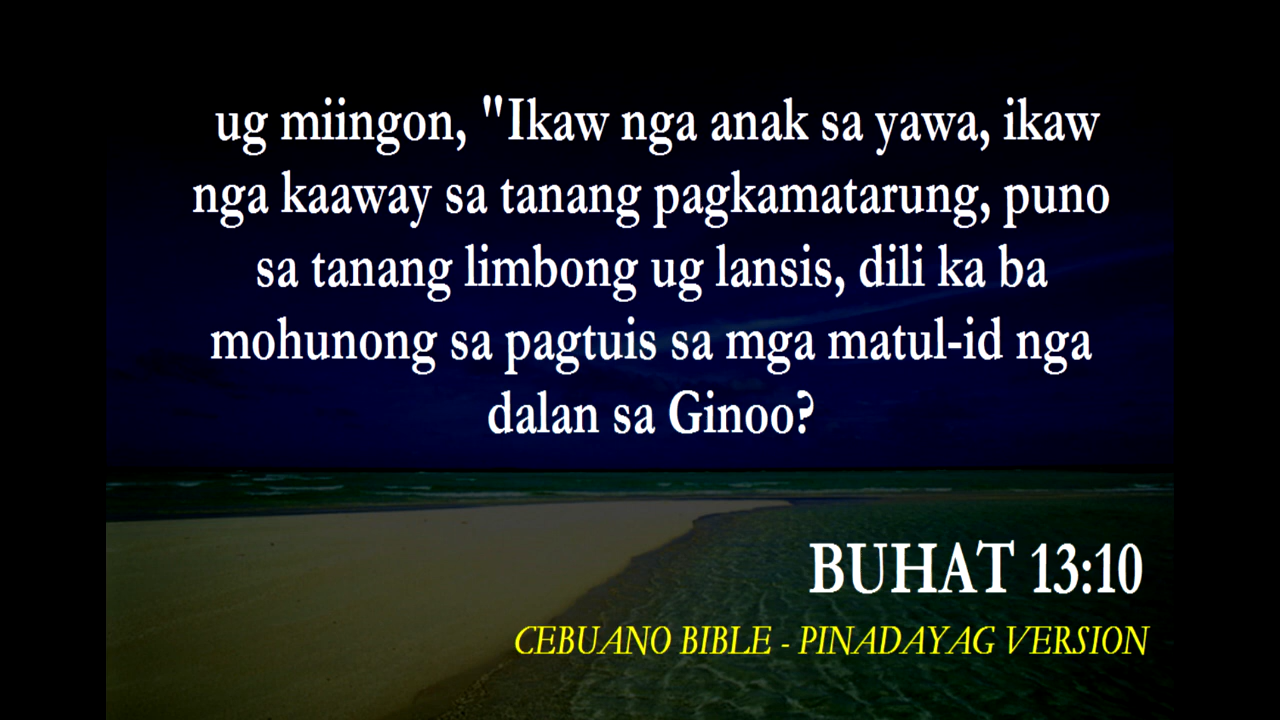 ug miingon, "Ikaw nga anak sa yawa, ikaw
nga kaaway sa tanang pagkamatarung, puno
sa tanang limbong ug lansis, dili ka ba
mohunong sa pagtuis sa mga matul-id nga
dalan sa Ginoo?
BUHAT 13:10
CEBUANO BIBLE - PINADAYAG VERSION